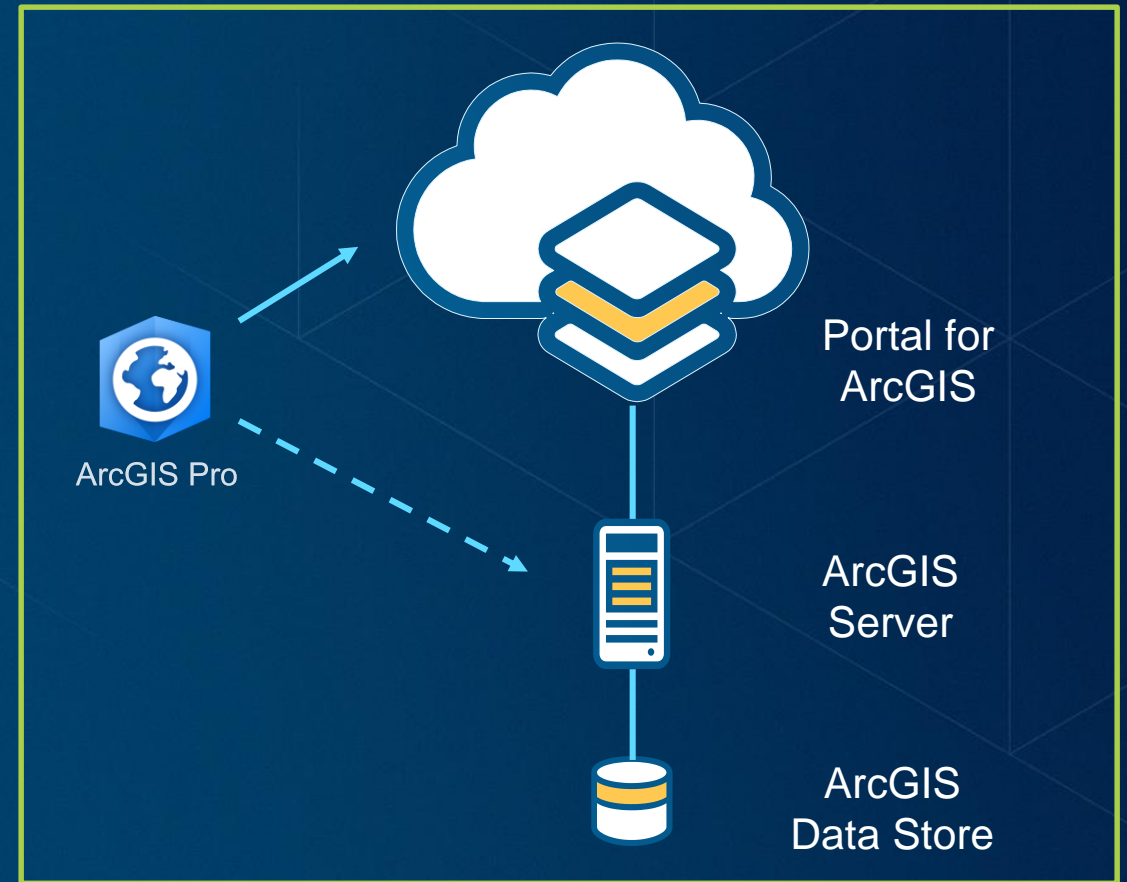 Portal for
ArcGIS
ArcGIS Pro
ArcGIS
Server
ArcGIS
Data Store